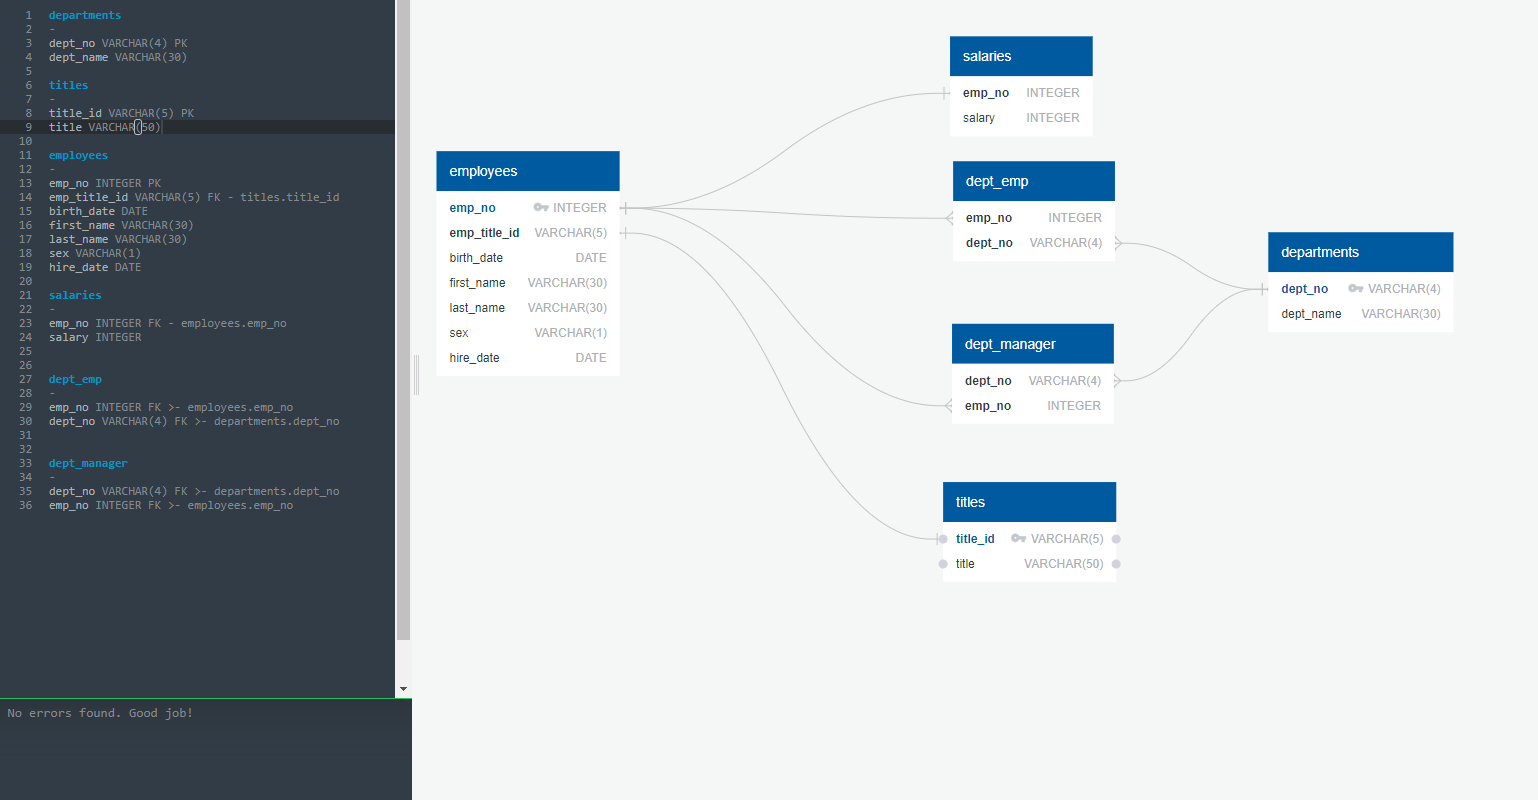 1 departments
2 -
3 dept_no VARCHAR(4) PK
4 dept_name VARCHAR(30)
5
6 titles
7 -
8 title_id VARCHAR(5) PK
9 title VARCHAR(50)
10
11 employees
12 -
13 emp_no INTEGER PK
14 emp_title_id VARCHAR(5) FK - titles.title_id
15 birth_date DATE
16 first_name VARCHAR(30)
17 last_name VARCHAR(30)
18 sex VARCHAR(1)
19 hire_date DATE
20
21 salaries
22 -
23 emp_no INTEGER FK - employees.emp_no
24 salary INTEGER
25
26
27 dept_emp
28 -
29 emp_no INTEGER FK >- employees.emp_no
30 dept_no VARCHAR(4) FK >- departments.dept_no
31
32
33 dept_manager
34 -
35 dept_no VARCHAR(4) FK >- departments.dept_no
36 emp_no INTEGER FK >- employees.emp_no
No errors found. Good job!
employees
emp_no INTEGER
emp_title_id VARCHAR(5)
birth_date DATE
first_name VARCHAR(30)
last_name VARCHAR(30)
sex VARCHAR(1)
hire_date DATE
salaries
emp_no INTEGER
salary INTEGER
dept_emp
emp_no INTEGER
dept_no VARCHAR(4)
dept_manager
dept_no VARCHAR(4)
emp_no INTEGER
titles
title_id VARCHAR(5)
title VARCHAR(50)
departments
dept_no VARCHAR(4)
dept_name VARCHAR(30)